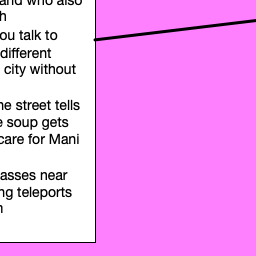 and who also
h
ou talk to
different
city without
he street tells
e soup gets
care for Mani
asses near
ng teleports
n